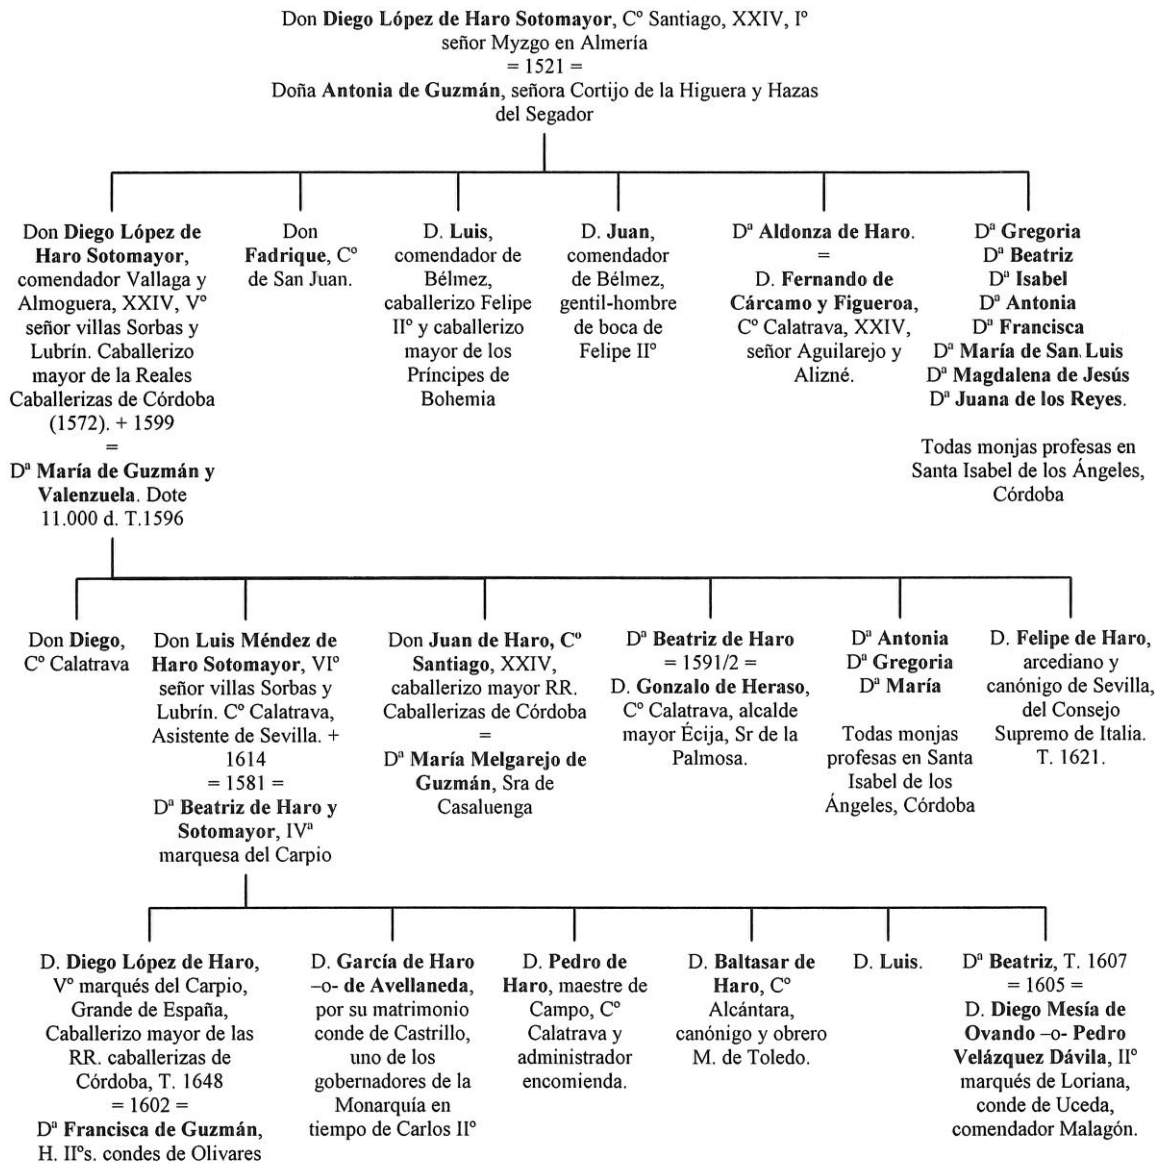 Don Diego López de Haro Sotomayor, Cº Santiago, XXIV, Iº
señor Myzgo en Almería
= 1521 =
Doña Antonia de Guzmán, señora Cortijo de la Higuera y Hazas
del Segador
Don Diego López de
Haro Sotomayor,
comendador Vallaga y
Almoguera, XXIV, Vº
señor villas Sorbas y
Lubrín. Caballerizo
mayor de la Reales
Caballerizas de Córdoba
(1572). + 1599
=
Dª María de Guzmán y
Valenzuela. Dote
11.000 d. T.1596
Don
Fadrique, Cº
de San Juan.
D. Luis,
comendador de
Bélmez,
caballerizo Felipe
IIº y caballerizo
mayor de los
Príncipes de
Bohemia
D. Juan,
comendador
de Bélmez,
gentil-hombre
de boca de
Felipe IIº
Dª Aldonza de Haro.
=
D. Fernando de
Cárcamo y Figueroa,
Cº Calatrava, XXIV,
señor Aguilarejo y
Alizné.
Dª Gregoria
Dª Beatriz
Dª Isabel
Dª Antonia
Dª Francisca
Dª María de San Luis
Dª Magdalena de Jesús
Dª Juana de los Reyes.
Todas monjas profesas en
Santa Isabel de los Ángeles,
Córdoba
Don Diego,
Cº Calatrava
Don Luis Méndez de
Haro Sotomayor, VIº
señor villas Sorbas y
Lubrín. Cº Calatrava,
Asistente de Sevilla. +
1614
= 1581 =
Dª Beatriz de Haro y
Sotomayor, IVª
marquesa del Carpio
Don Juan de Haro, Cº
Santiago, XXIV,
caballerizo mayor RR.
Caballerizas de Córdoba
=
Dª María Melgarejo de
Guzmán, Sra de
Casaluenga
Dª Beatriz de Haro
= 1591/2 =
D. Gonzalo de Heraso,
Cº Calatrava, alcalde
mayor Écija, Sr de la
Palmosa.
Dª Antonia
Dª Gregoria
Dª María
Todas monjas
profesas en Santa
Isabel de los
Ángeles, Córdoba
D. Felipe de Haro,
arcediano y
canónigo de Sevilla,
del Consejo
Supremo de Italia.
T. 1621.
D. Diego López de Haro,
Vº marqués del Carpio,
Grande de España,
Caballerizo mayor de las
RR. caballerizas de
Córdoba, T. 1648
= 1602 =
Dª Francisca de Guzmán,
H. IIºs. condes de Olivares
D. García de Haro
–o- de Avellaneda,
por su matrimonio
conde de Castrillo,
uno de los
gobernadores de la
Monarquía en
tiempo de Carlos IIº
D. Pedro de
Haro, maestre de
Campo, Cº
Calatrava y
administrador
encomienda.
D. Baltasar de
Haro, Cº
Alcántara,
canónigo y obrero
M. de Toledo.
D. Luis.
Dª Beatriz, T. 1607
= 1605 =
D. Diego Mesía de
Ovando –o- Pedro
Velázquez Dávila, IIº
marqués de Loriana,
conde de Uceda,
comendador Malagón.